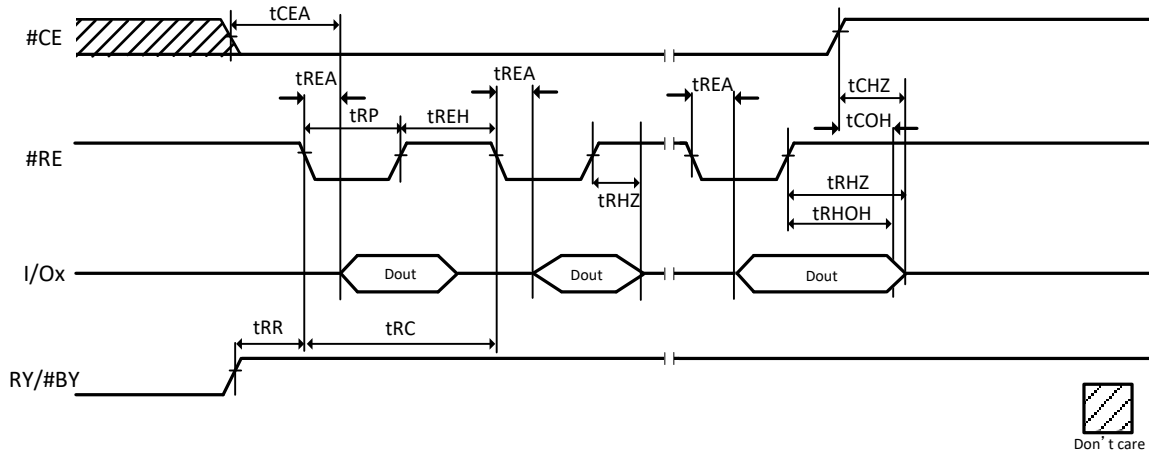 tCEA
#CE
tREA
tREA
tREA
tCHZ
tRP
tREH
tCOH
#RE
tRHZ
tRHZ
tRHOH
I/Ox
Dout
Dout
Dout
tRR
tRC
RY/#BY
Don’t care